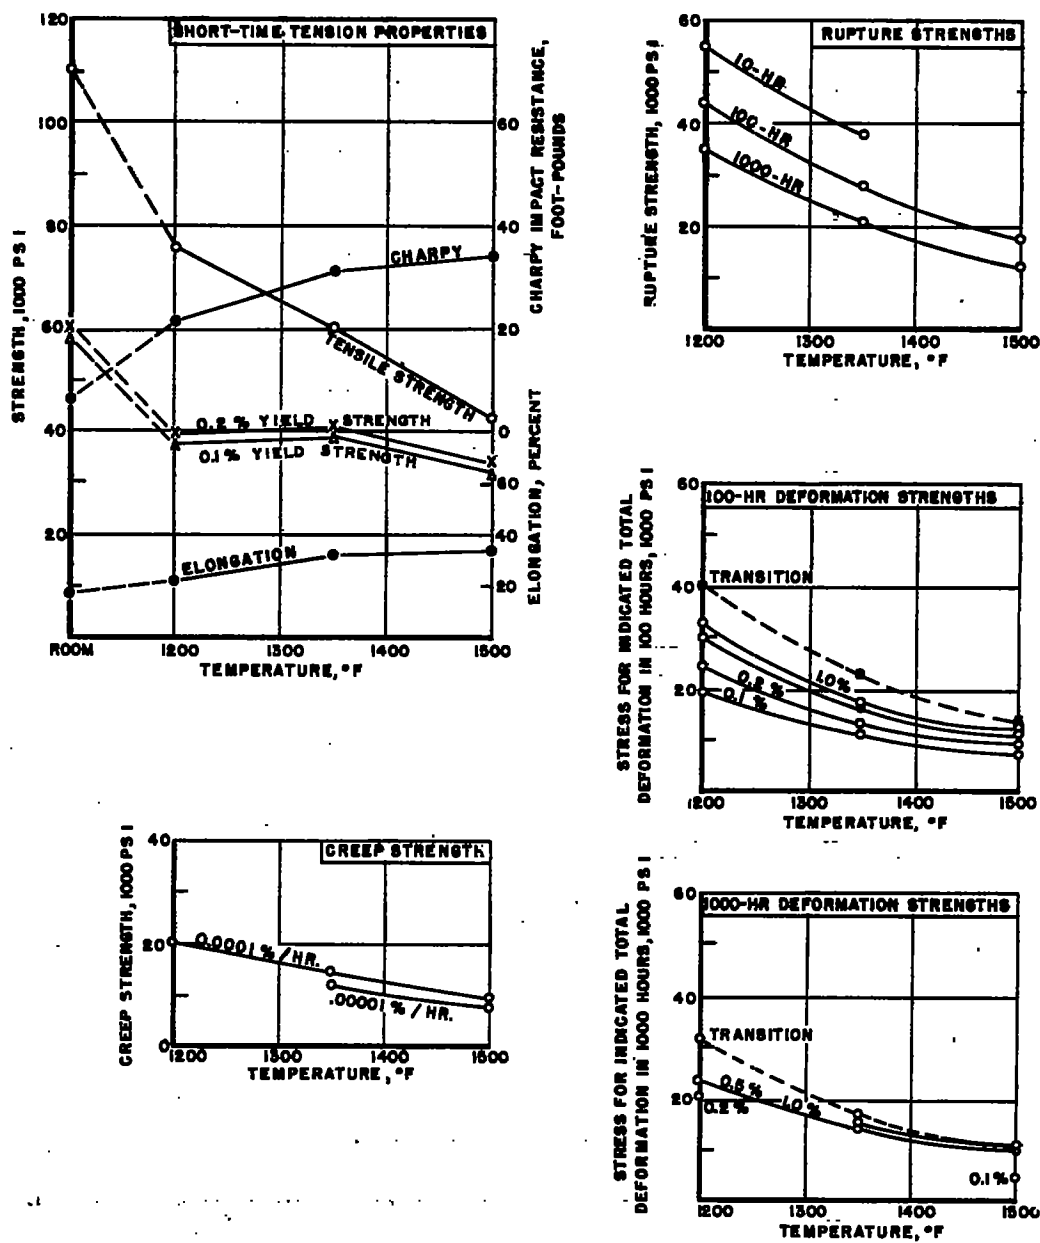 SHORT-TIME TENSION PROPERTIES
120
100
80
60
40
20
STRENGTH, 1000 PSI
60
40
20
0
CHARPY IMPACT RESISTANCE,
FOOT-POUNDS
60
40
20
ELONGATION, PERCENT
CHARPY
TENSILE STRENGTH
0.2 % YIELD STRENGTH
0.1 % YIELD STRENGTH
ELONGATION
ROOM 1200 1300 1400 1500
TEMPERATURE, °F
RUPTURE STRENGTHS
60
40
20
RUPTURE STRENGTH, 1000 PSI
10-HR
100-HR
1000-HR
1200 1300 1400 1500
TEMPERATURE, °F
100-HR DEFORMATION STRENGTHS
60
40
20
STRESS FOR INDICATED TOTAL
DEFORMATION IN 100 HOURS, 1000 PSI
TRANSITION
1.0 %
0.2 %
0.1 %
1200 1300 1400 1500
TEMPERATURE, °F
CREEP STRENGTH
40
20
0
CREEP STRENGTH, 1000 PSI
0.0001 % / HR.
.00001 % / HR.
1200 1300 1400 1500
TEMPERATURE, °F
1000-HR DEFORMATION STRENGTHS
60
40
20
STRESS FOR INDICATED TOTAL
DEFORMATION IN 1000 HOURS, 1000 PSI
TRANSITION
0.5 %
1.0 %
0.2 %
0.1 %
1200 1300 1400 1500
TEMPERATURE, °F